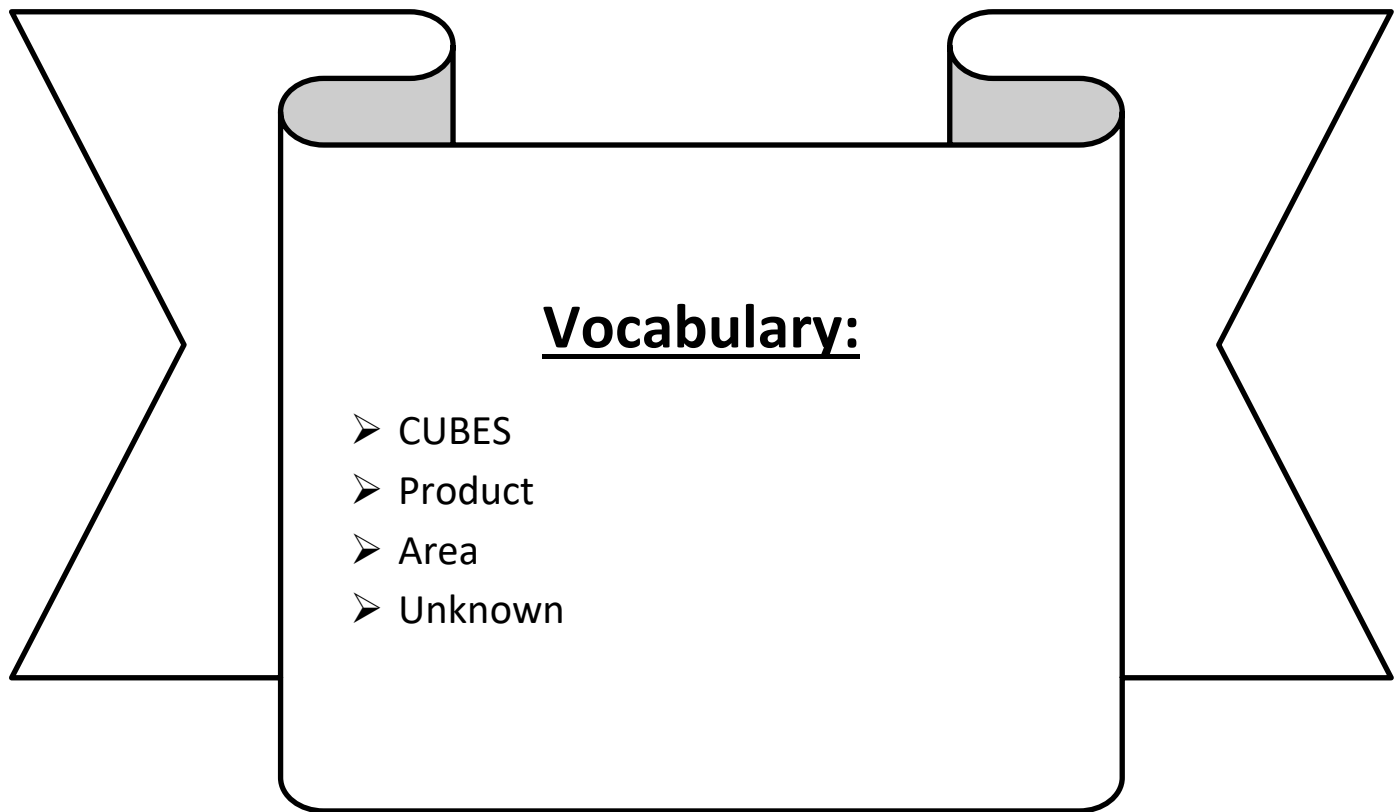 Vocabulary:
➢ CUBES
➢ Product
➢ Area
➢ Unknown